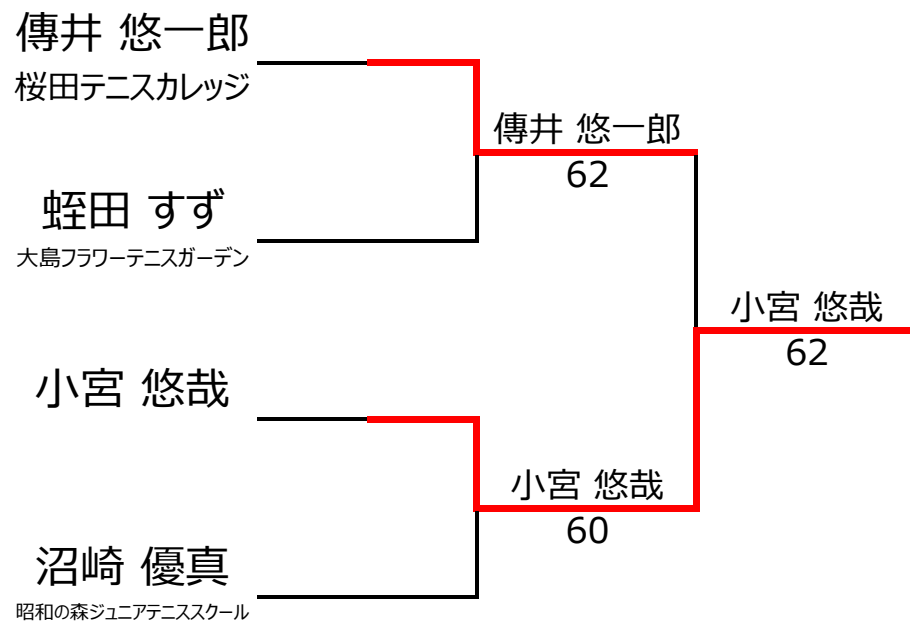 傳井 悠一郎
桜田テニスカレッジ
傳井 悠一郎
62
蛭田 すず
大島フラワーテニスガーデン
小宮 悠哉
62
小宮 悠哉
小宮 悠哉
60
沼崎 優真
昭和の森ジュニアテニススクール